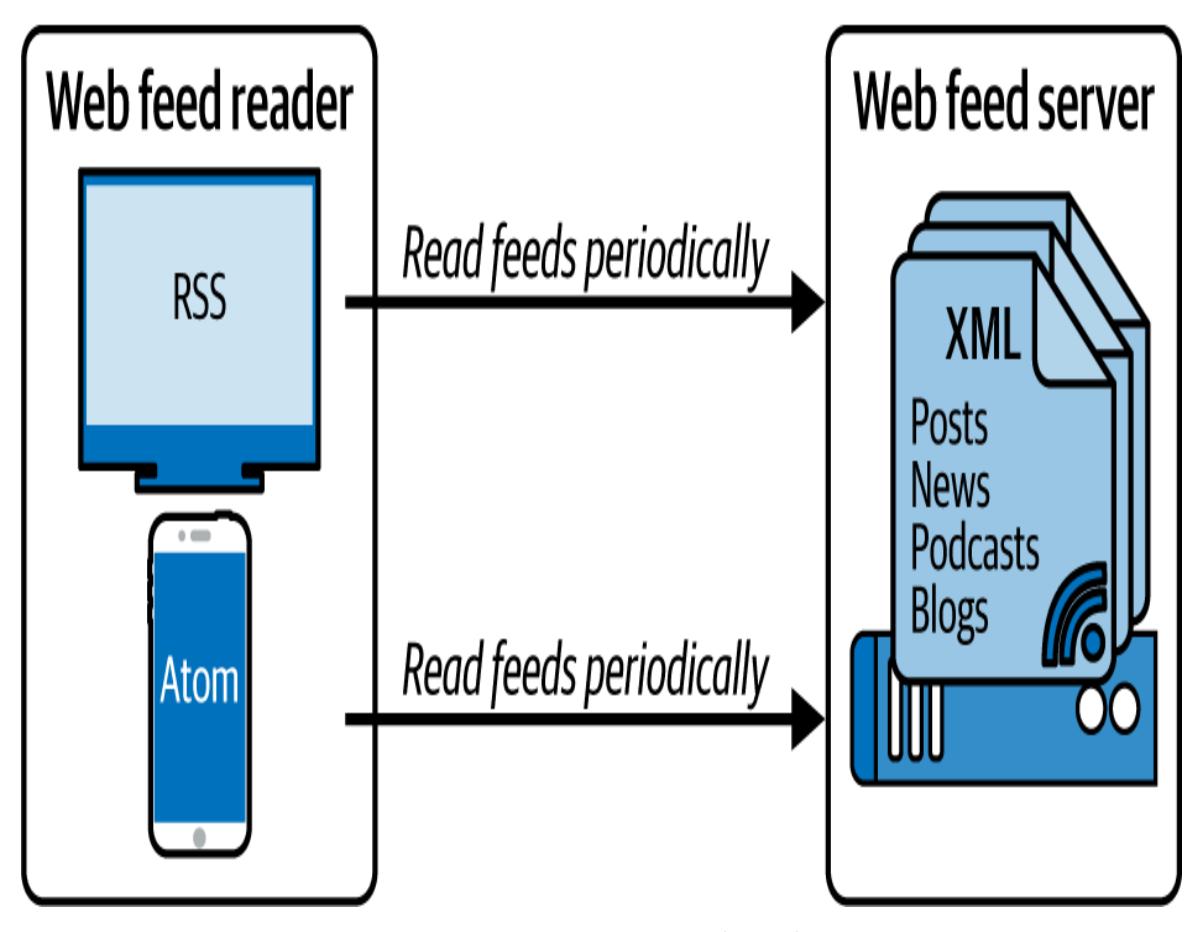 Web feed reader
RSS
Atom
Read feeds periodically
Read feeds periodically
Web feed server
XML
Posts
News
Podcasts
Blogs